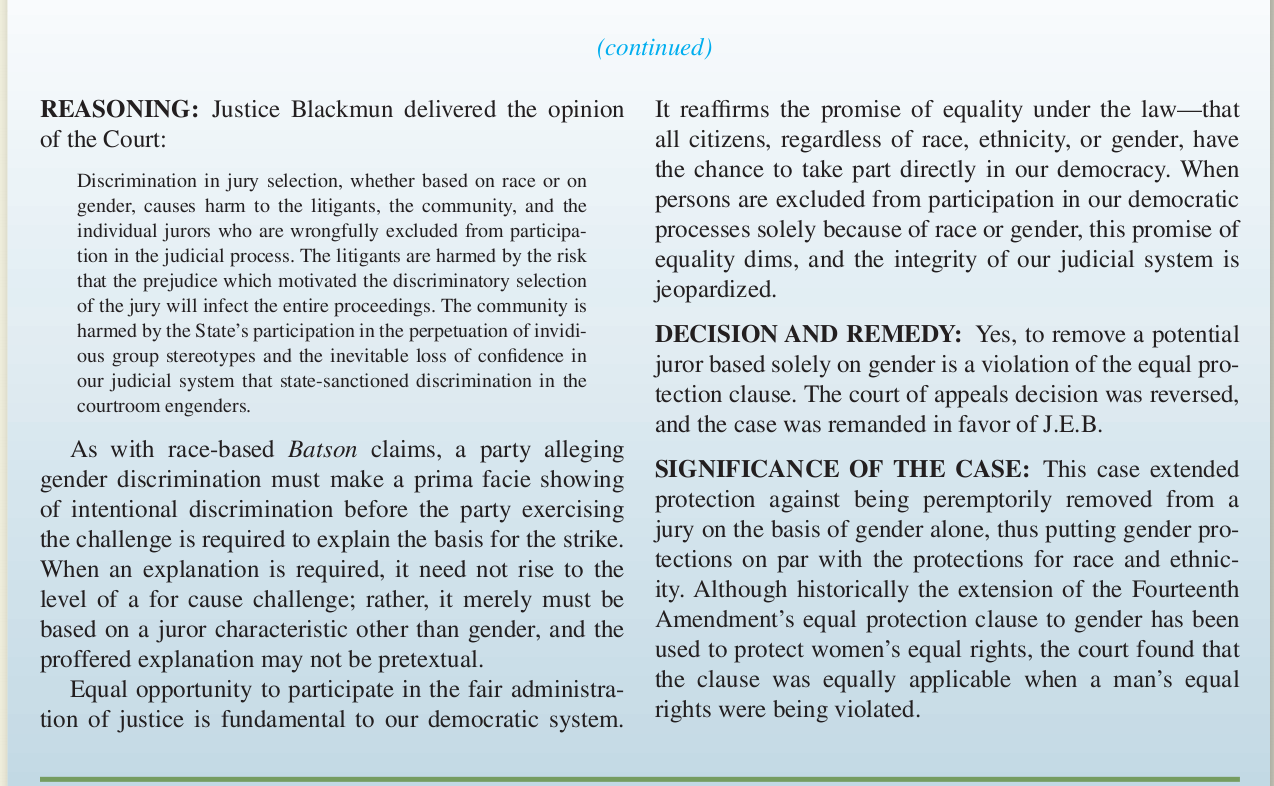 (continued)
REASONING: Justice Blackmun delivered the opinion
of the Court:
Discrimination in jury selection, whether based on race or on
gender, causes harm to the litigants, the community, and the
individual jurors who are wrongfully excluded from participa-
tion in the judicial process. The litigants are harmed by the risk
that the prejudice which motivated the discriminatory selection
of the jury will infect the entire proceedings. The community is
harmed by the State's participation in the perpetuation of invidi-
ous group stereotypes and the inevitable loss of confidence in
our judicial system that state-sanctioned discrimination in the
courtroom engenders.
As with race-based Batson claims, a party alleging
gender discrimination must make a prima facie showing
of intentional discrimination before the party exercising
the challenge is required to explain the basis for the strike.
When an explanation is required, it need not rise to the
level of a for cause challenge; rather, it merely must be
based on a juror characteristic other than gender, and the
proffered explanation may not be pretextual.
Equal opportunity to participate in the fair administra-
tion of justice is fundamental to our democratic system.
It reaffirms the promise of equality under the law—that
all citizens, regardless of race, ethnicity, or gender, have
the chance to take part directly in our democracy. When
persons are excluded from participation in our democratic
processes solely because of race or gender, this promise of
equality dims, and the integrity of our judicial system is
jeopardized.
DECISION AND REMEDY: Yes, to remove a potential
juror based solely on gender is a violation of the equal pro-
tection clause. The court of appeals decision was reversed,
and the case was remanded in favor of J.E.B.
SIGNIFICANCE OF THE CASE: This case extended
protection against being peremptorily removed from a
jury on the basis of gender alone, thus putting gender pro-
tections on par with the protections for race and ethnic-
ity. Although historically the extension of the Fourteenth
Amendment's equal protection clause to gender has been
used to protect women's equal rights, the court found that
the clause was equally applicable when a man's equal
rights were being violated.